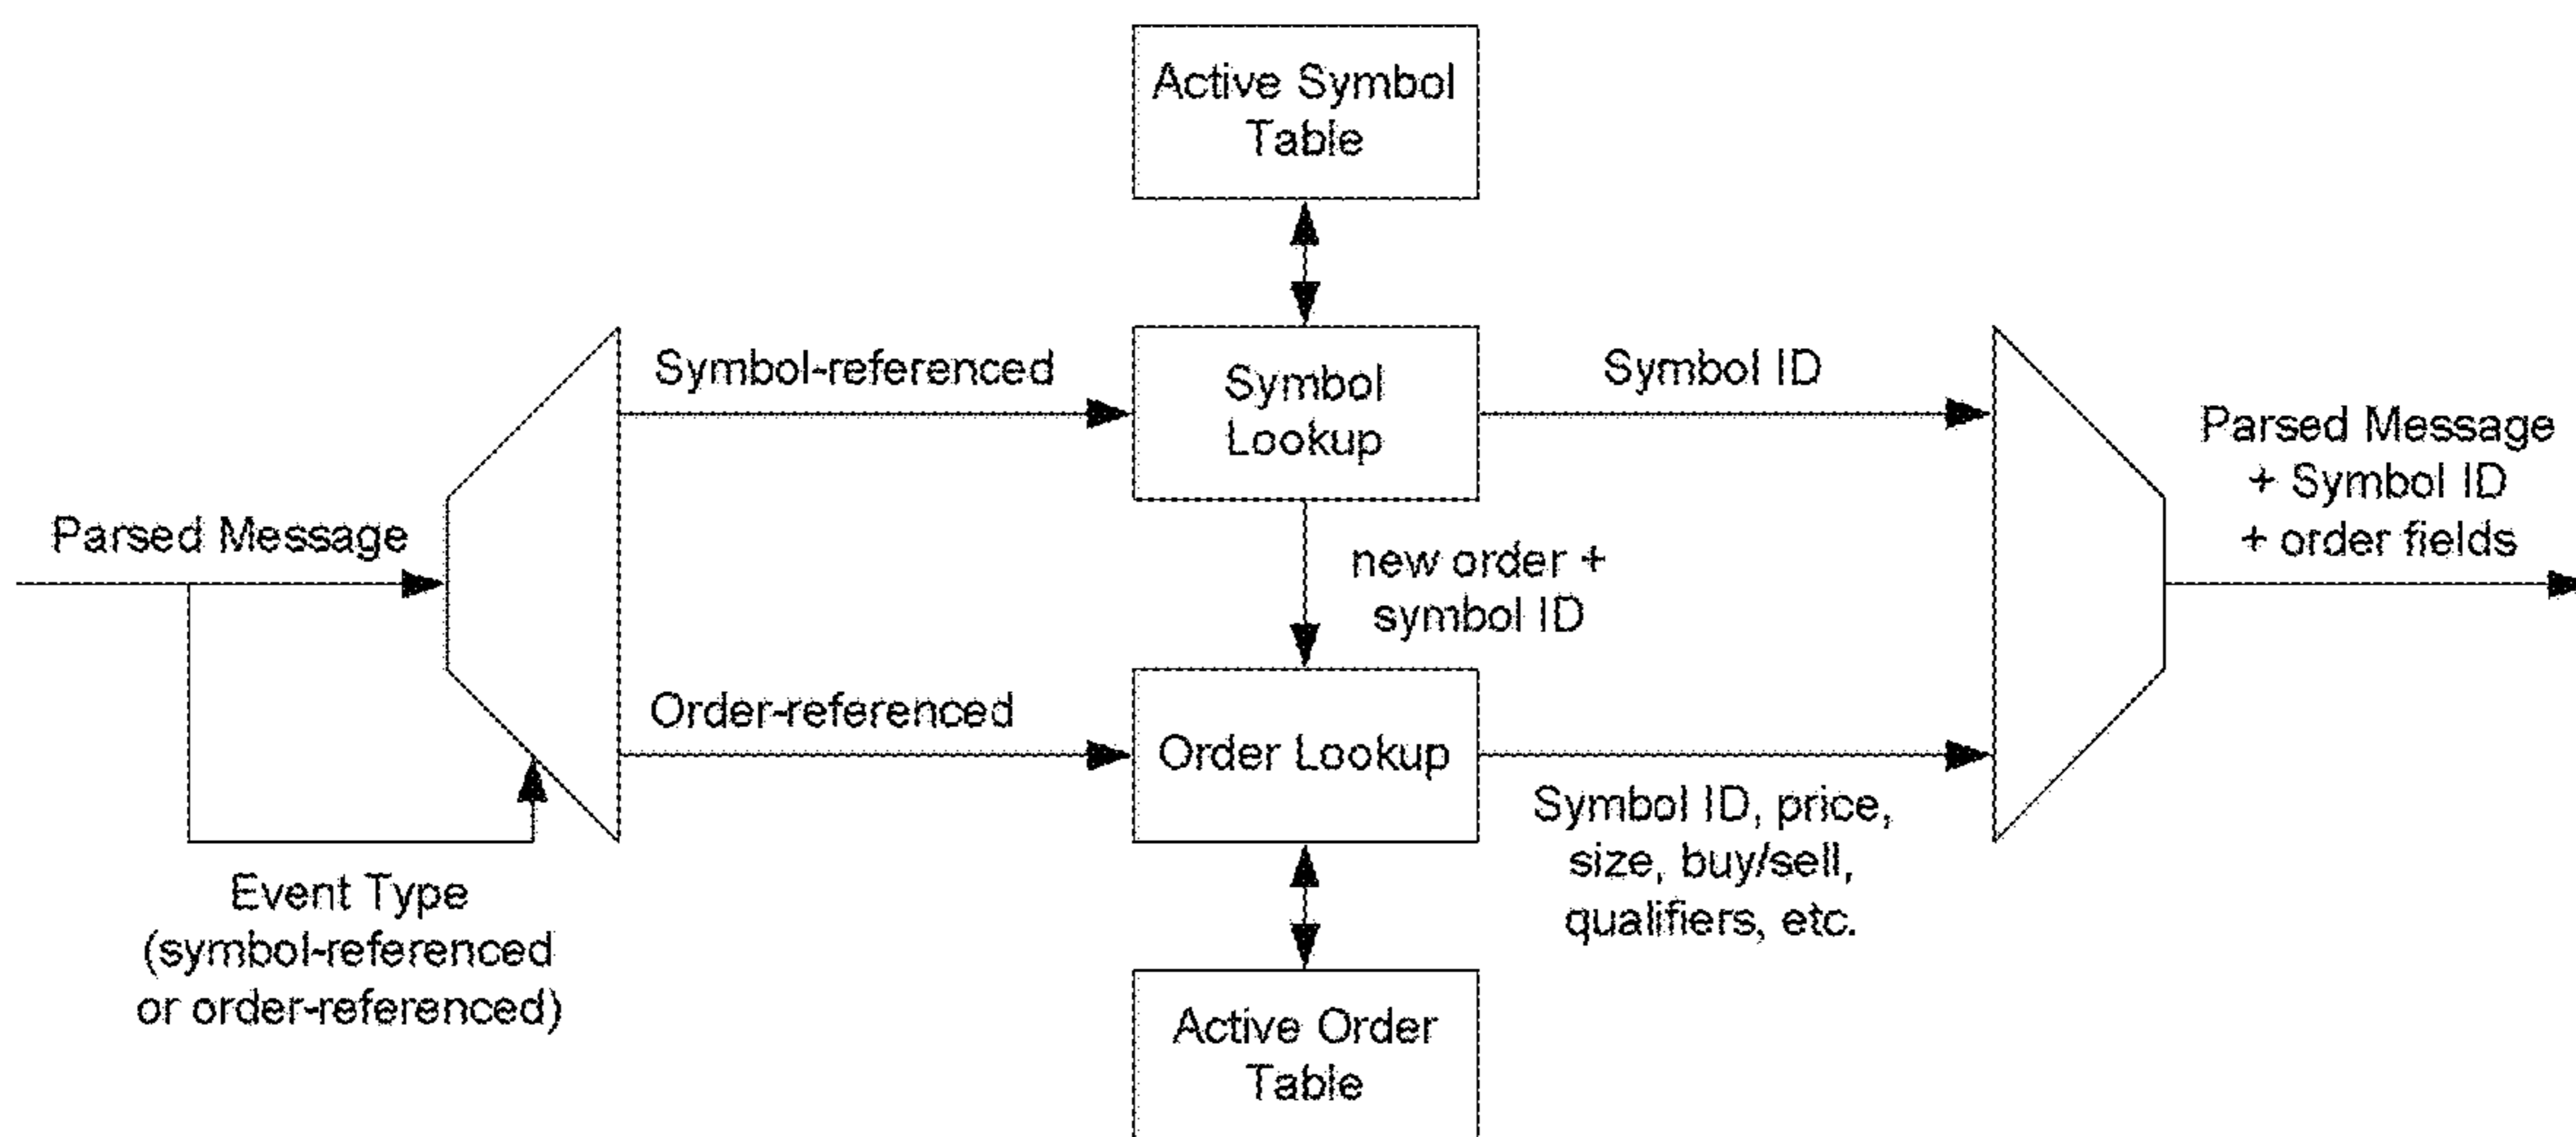 Active Symbol
Table
Symbol-referenced
Symbol
Lookup
Symbol ID
Parsed Message
+ Symbol ID
+ order fields
Parsed Message
new order +
symbol ID
Order-referenced
Order Lookup
Symbol ID, price,
size, buy/sell,
qualifiers, etc.
Event Type
(symbol-referenced
or order-referenced)
Active Order
Table